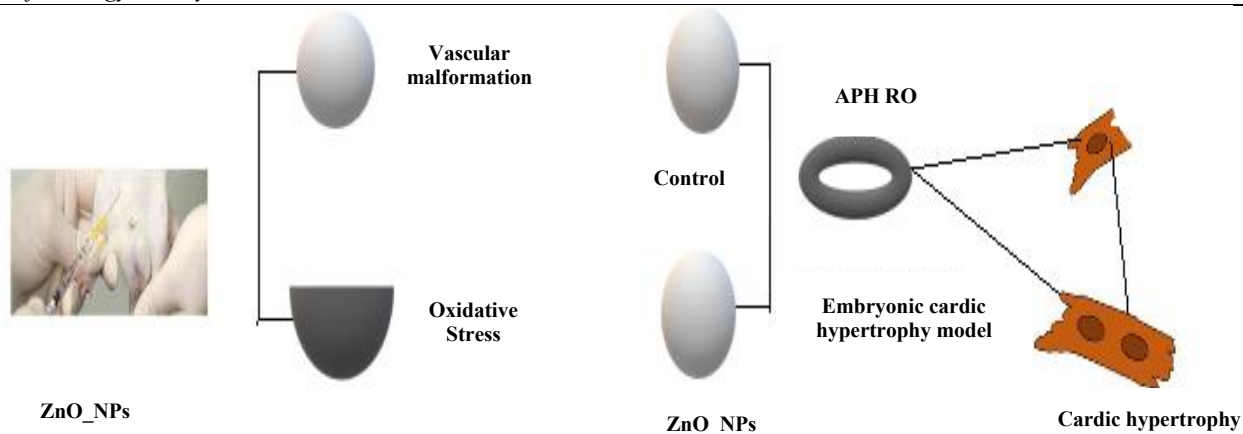 Vascular
malformation
APH RO
Control
Oxidative
Stress
Embryonic cardic
hypertrophy model
ZnO_NPs
ZnO NPs
Cardic hypertrophy